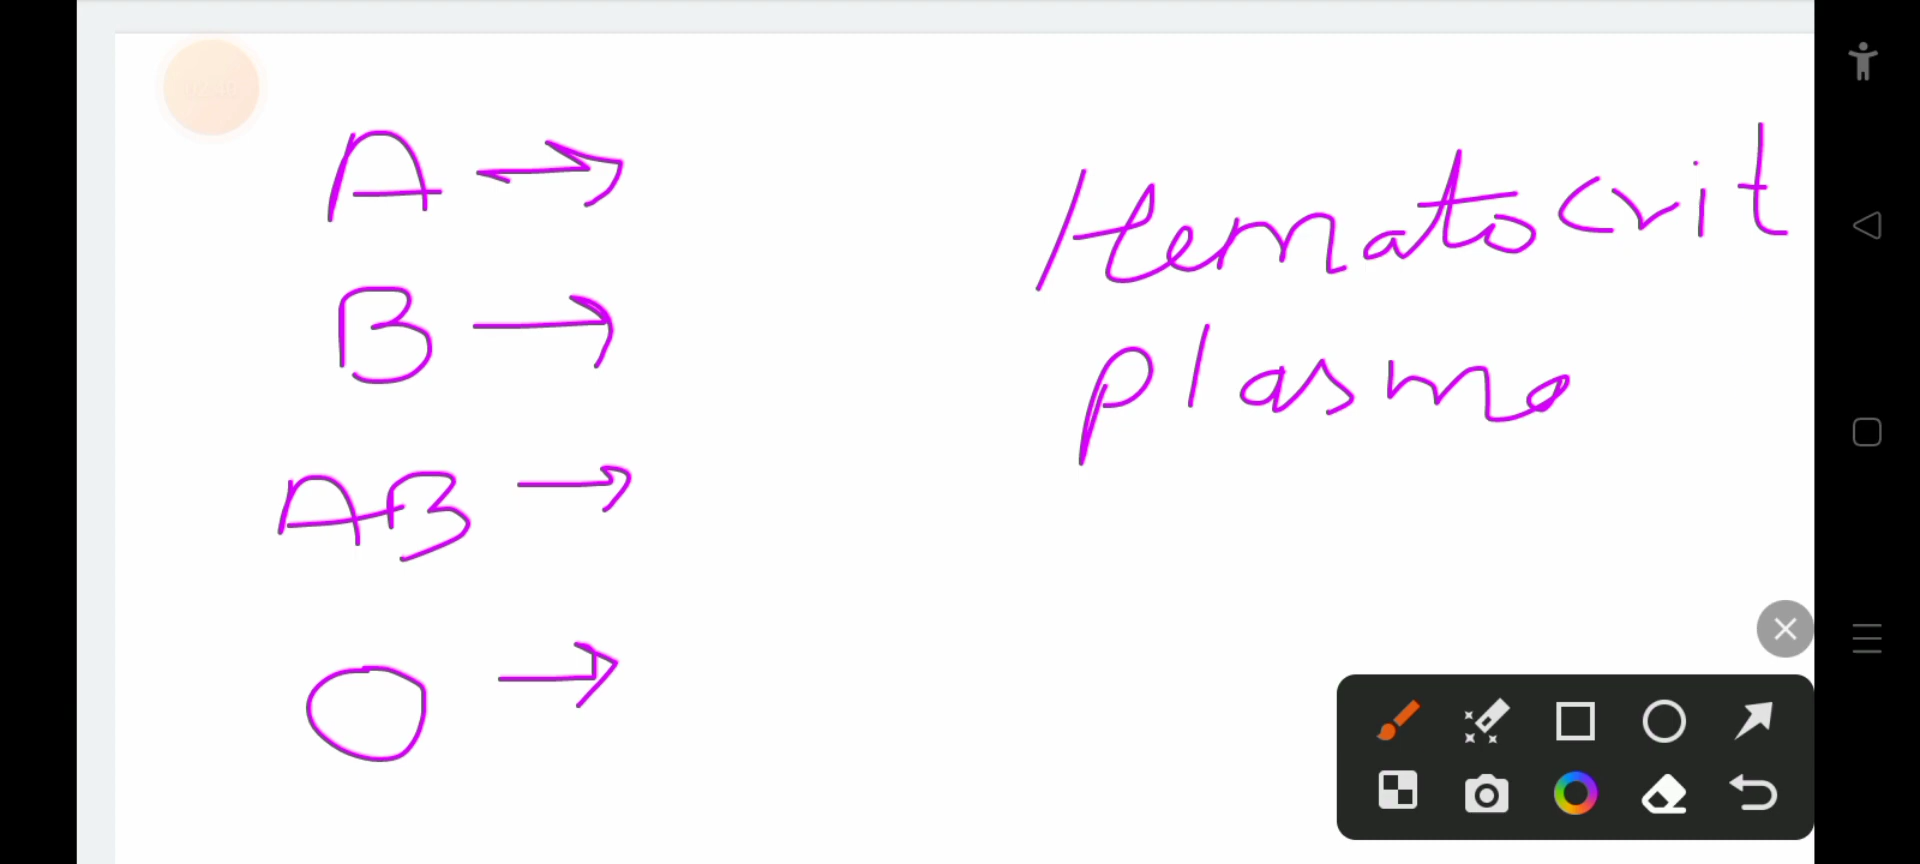 A →
B →
AB →
O →
Hematocrit
plasma